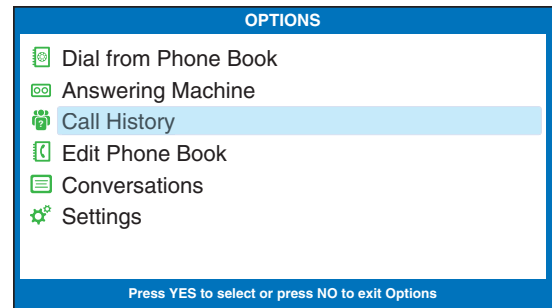 OPTIONS
Dial from Phone Book
Answering Machine
Call History
Edit Phone Book
Conversations
Settings
Press YES to select or press NO to exit Options